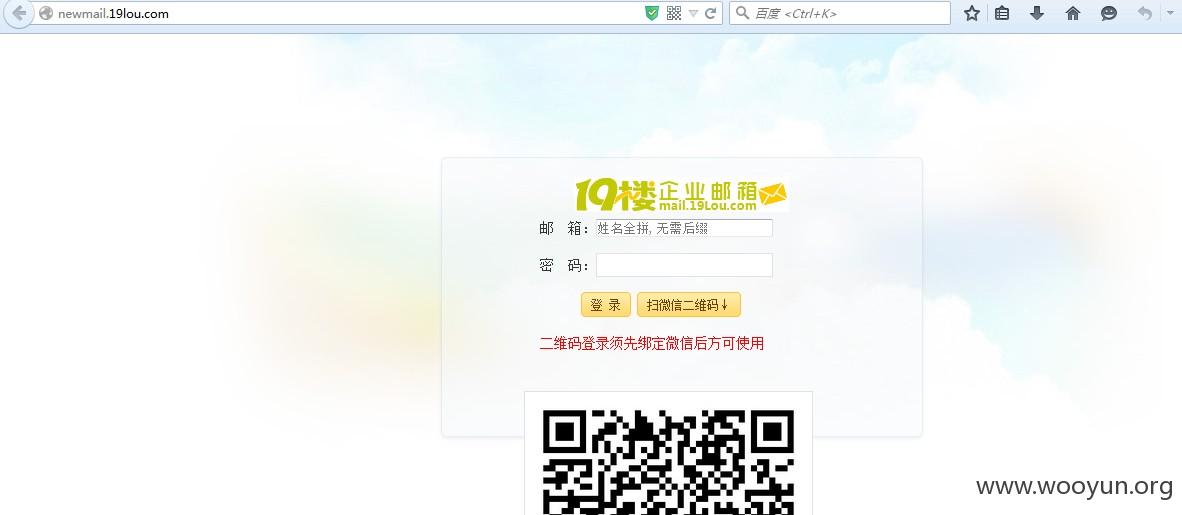 newmail.19lou.com
百度 <Ctrl+K>
19楼企业邮箱
mail.19Lou.com
邮 箱：姓名全拼, 无需后缀
密 码：
登 录 扫微信二维码↓
二维码登录须先绑定微信后方可使用
www.wooyun.org